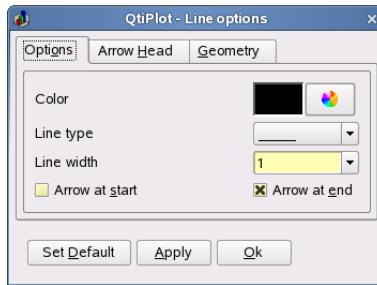 QtiPlot - Line options
Options Arrow Head Geometry
Color
Line type
Line width 1
Arrow at start Arrow at end
Set Default Apply Ok